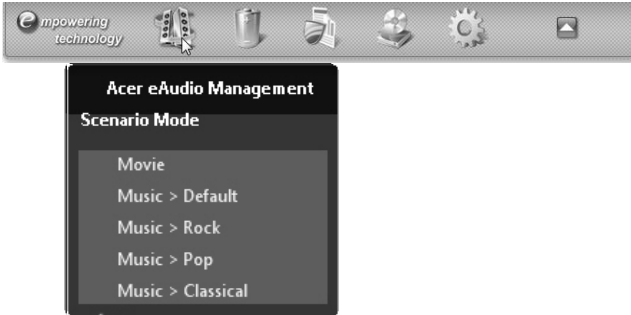 empowering
technology
Acer eAudio Management
Scenario Mode
Movie
Music > Default
Music > Rock
Music > Pop
Music > Classical